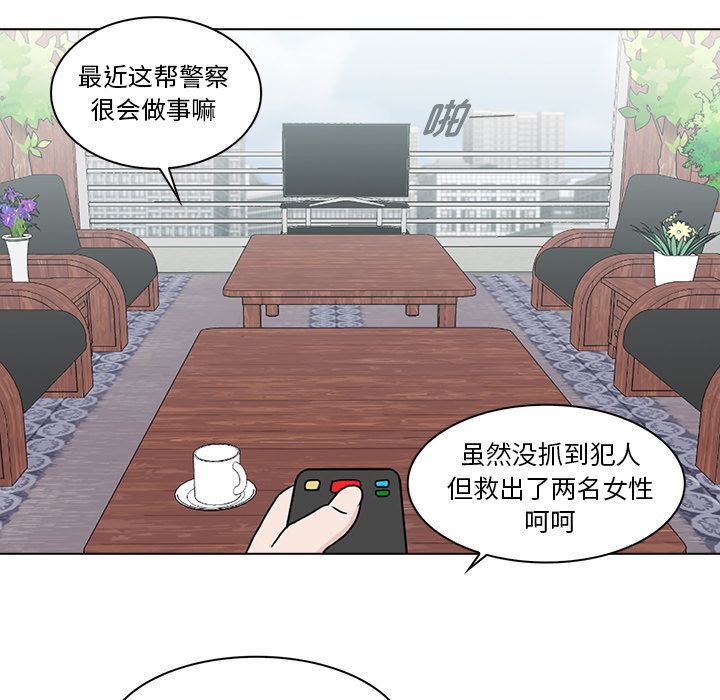 最近这帮警察
很会做事嘛
啪一
虽然没抓到犯人
但救出了两名女性
呵呵